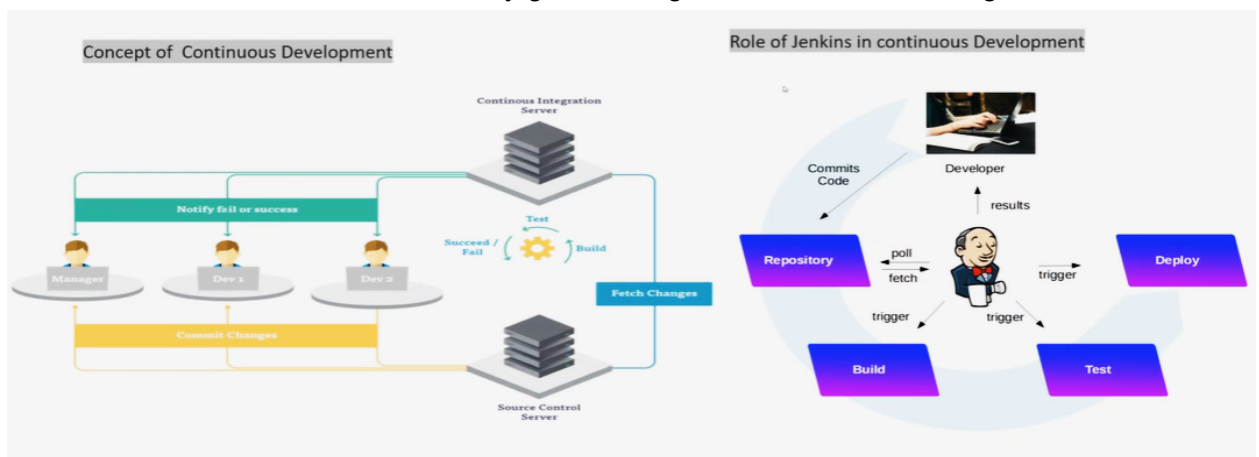 Concept of Continuous Development
Role of Jenkins in continuous Development
Continous Integration
Server
Notify fail or success
Manager
Dev 1
Dev 2
Test
Succeed /
Fail
Build
Fetch Changes
Commit Changes
Source Control
Server
Developer
Commits
Code
results
Repository
poll
fetch
trigger
Deploy
trigger
trigger
Build
Test